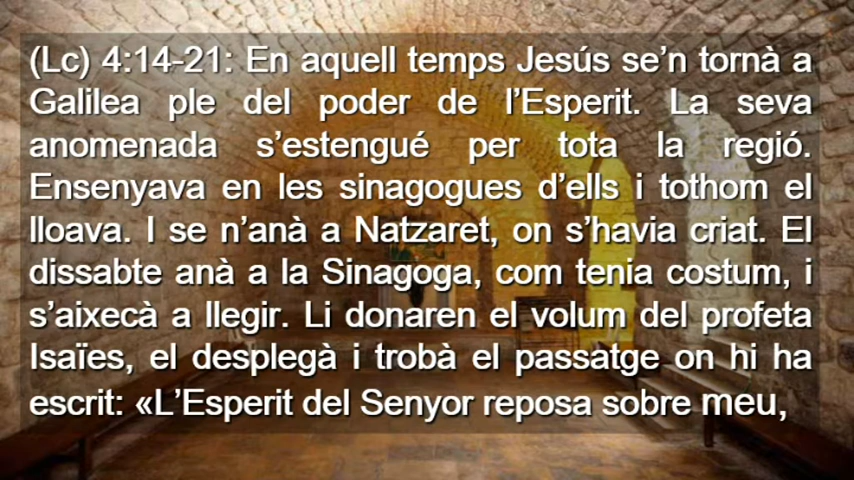 (Lc) 4:14-21: En aquell temps Jesús se’n tornà a
Galilea ple del poder de l’Esperit. La seva
anomenada s’estengué per tota la regió.
Ensenyava en les sinagogues d’ells i tothom el
lloava. I se n’anà a Natzaret, on s’havia criat. El
dissabte anà a la Sinagoga, com tenia costum, i
s’aixecà a llegir. Li donaren el volum del profeta
Isaïes, el desplegà i trobà el passatge on hi ha
escrit: «L’Esperit del Senyor reposa sobre meu,